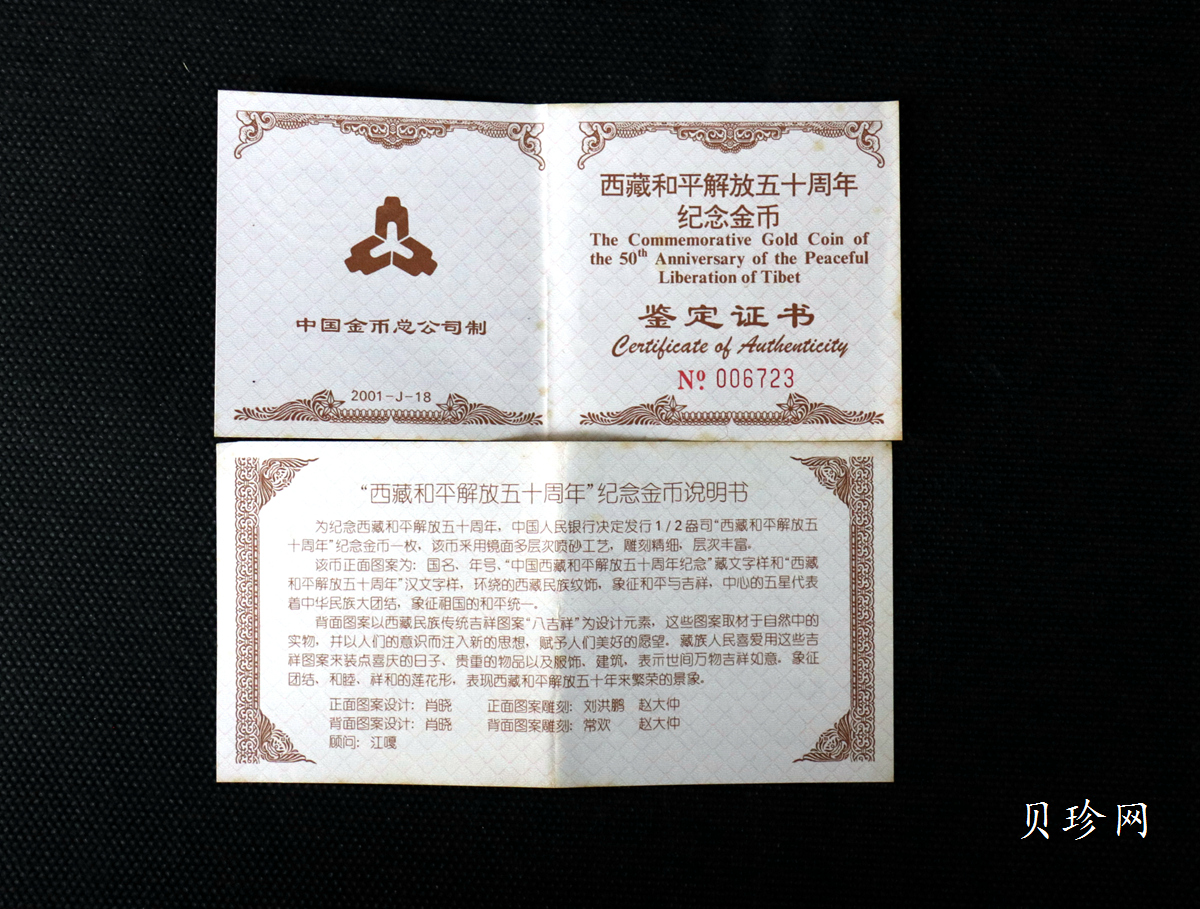 中国金币总公司制
2001-J-18
西藏和平解放五十周年
纪念金币
The Commemorative Gold Coin of
the 50th Anniversary of the Peaceful
Liberation of Tibet
鉴定证书
Certificate of Authenticity
Nº 006723
“西藏和平解放五十周年”纪念金币说明书
为纪念西藏和平解放五十周年，中国人民银行决定发行1/2盎司“西藏和平解放五
十周年”纪念金币一枚，该币采用镜面多层次喷砂工艺，雕刻精细，层次丰富。
该币正面图案为：国名、年号、“中国西藏和平解放五十周年纪念”藏文字样和“西藏
和平解放五十周年”汉文字样，环绕的西藏民族纹饰，象征和平与吉祥，中心的五星代表
着中华民族大团结，象征祖国的和平统一。
背面图案以西藏民族传统吉祥图案“八吉祥”为设计元素，这些图案取材于自然中的
实物，并以人们的意识而注入新的思想，赋予人们美好的愿望。藏族人民喜爱用这些吉
祥图案来装点喜庆的日子、贵重的物品以及服饰、建筑，表示世间万物吉祥如意。象征
团结、和睦、祥和的莲花形，表现西藏和平解放五十年来繁荣的景象。
正面图案设计：肖晓 正面图案雕刻：刘洪鹏 赵大仲
背面图案设计：肖晓 背面图案雕刻：常欢 赵大仲
顾问：江嘎
贝珍网